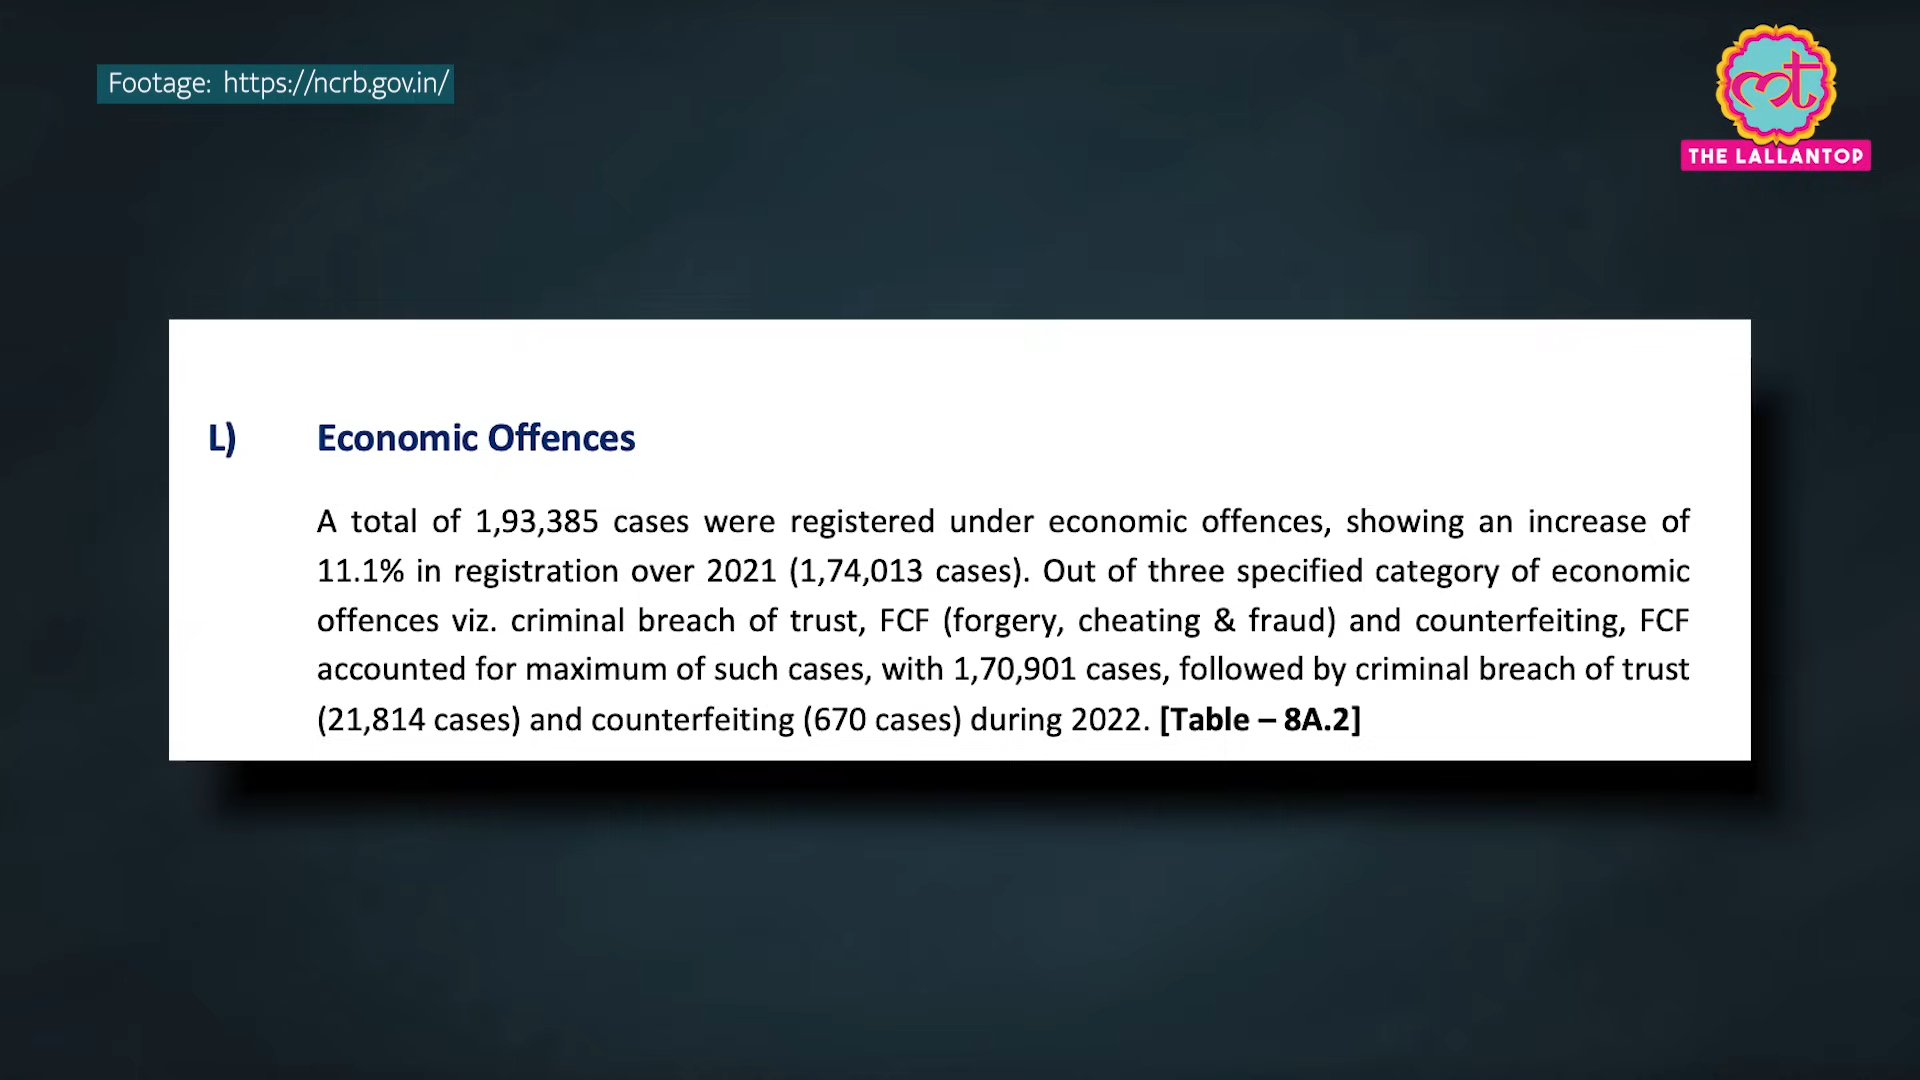 Footage: https://ncrb.gov.in/
लT
THE LALLANTOP
L) Economic Offences
A total of 1,93,385 cases were registered under economic offences, showing an increase of
11.1% in registration over 2021 (1,74,013 cases). Out of three specified category of economic
offences viz. criminal breach of trust, FCF (forgery, cheating & fraud) and counterfeiting, FCF
accounted for maximum of such cases, with 1,70,901 cases, followed by criminal breach of trust
(21,814 cases) and counterfeiting (670 cases) during 2022. [Table – 8A.2]